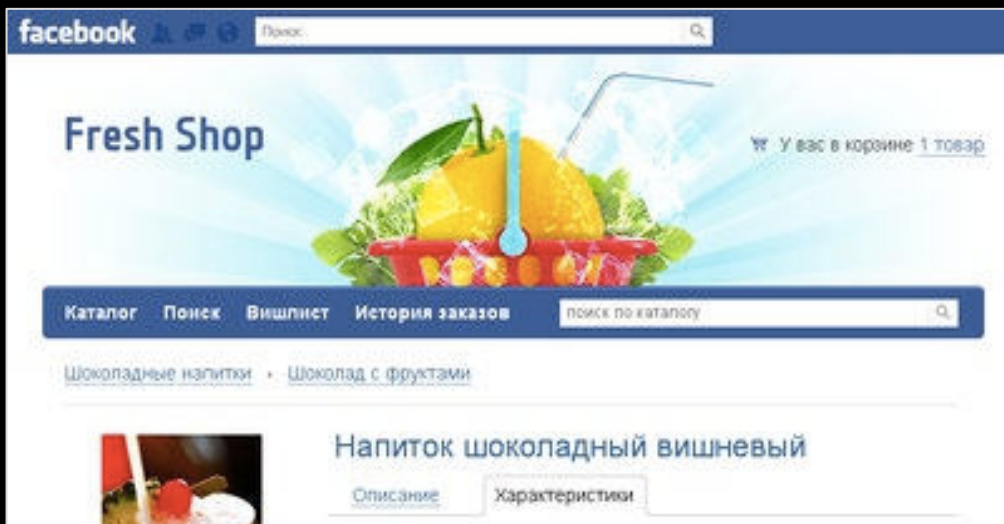 facebook Поиск
Fresh Shop
У вас в корзине 1 товар
Каталог Поиск Вишлист История заказов поиск по каталогу
Шоколадные напитки Шоколад с фруктами
Напиток шоколадный вишневый
Описание Характеристики